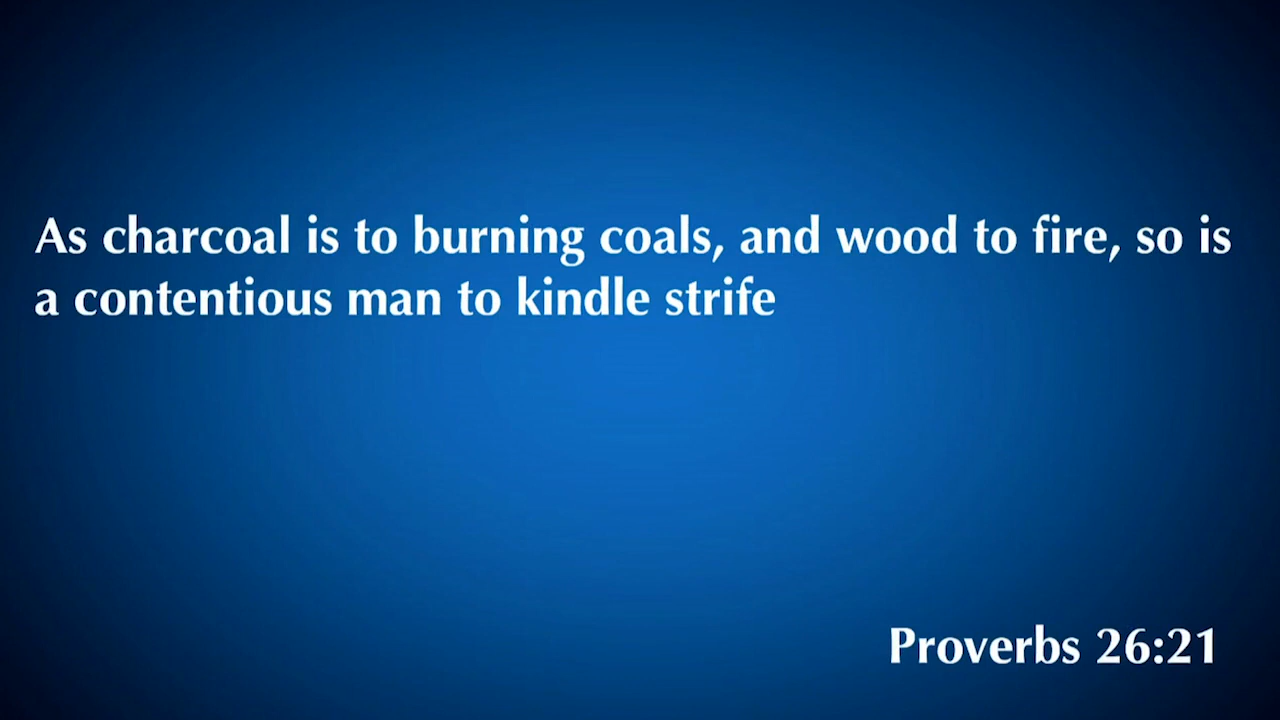 As charcoal is to burning coals, and wood to fire, so is
a contentious man to kindle strife
Proverbs 26:21